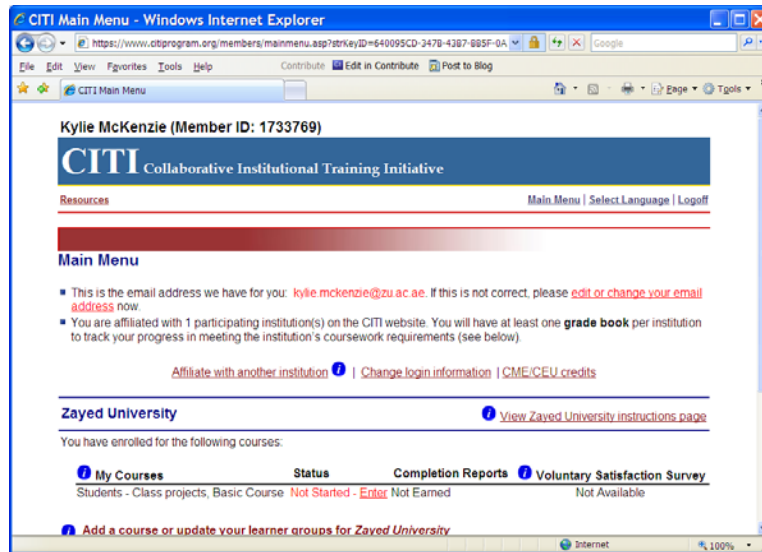 CITI Main Menu - Windows Internet Explorer
https://www.citiprogram.org/members/mainmenu.asp?strKeyID=640095CD-347B-4387-885F-0A
Google
File Edit View Favorites Tools Help Contribute Edit in Contribute Post to Blog
CITI Main Menu Page Tools
Kylie McKenzie (Member ID: 1733769)
CITI Collaborative Institutional Training Initiative
Resources Main Menu | Select Language | Logoff
Main Menu
This is the email address we have for you: kylie.mckenzie@zu.ac.ae. If this is not correct, please edit or change your email
address now.
You are affiliated with 1 participating institution(s) on the CITI website. You will have at least one grade book per institution
to track your progress in meeting the institution's coursework requirements (see below).
Affiliate with another institution | Change login information | CME/CEU credits
Zayed University View Zayed University instructions page
You have enrolled for the following courses:
My Courses Status Completion Reports Voluntary Satisfaction Survey
Students - Class projects, Basic Course Not Started - Enter Not Earned Not Available
Add a course or update your learner groups for Zayed University
Internet 100%